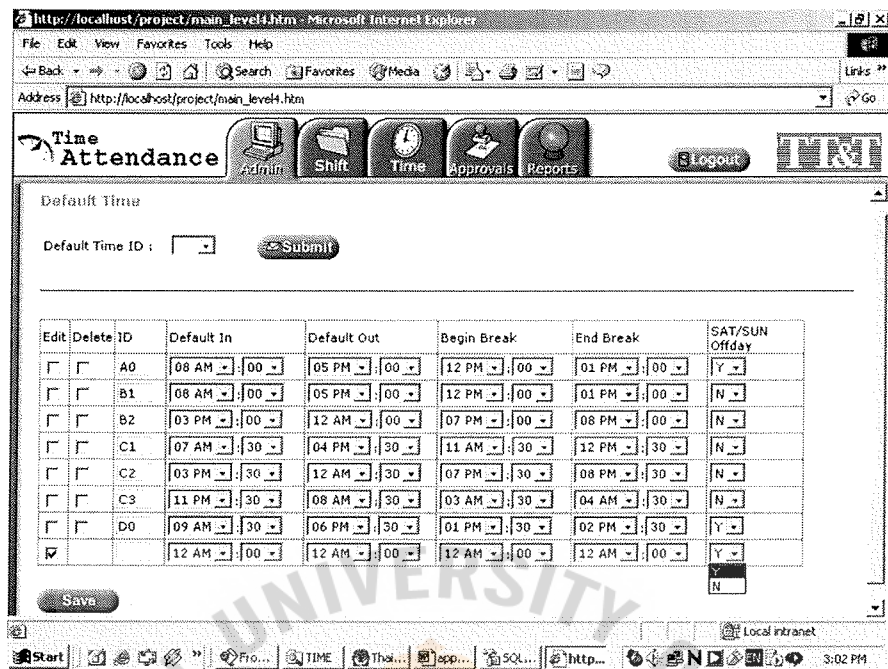 http://localhost/project/main_level4.htm - Microsoft Internet Explorer
File Edit View Favorites Tools Help
Back Search Favorites Media Links »
Address http://localhost/project/main_level4.htm Go
Time
Attendance
Admin Shift Time Approvals Reports Logout TT&T
Default Time
Default Time ID : Submit
Edit Delete ID Default In Default Out Begin Break End Break SAT/SUN Offday
A0 08 AM : 00 05 PM : 00 12 PM : 00 01 PM : 00 Y
B1 08 AM : 00 05 PM : 00 12 PM : 00 01 PM : 00 N
B2 03 PM : 00 12 AM : 00 07 PM : 00 08 PM : 00 N
C1 07 AM : 30 04 PM : 30 11 AM : 30 12 PM : 30 N
C2 03 PM : 30 12 AM : 30 07 PM : 30 08 PM : 30 N
C3 11 PM : 30 08 AM : 30 03 AM : 30 04 AM : 30 N
D0 09 AM : 30 06 PM : 30 01 PM : 30 02 PM : 30 Y
12 AM : 00 12 AM : 00 12 AM : 00 12 AM : 00 Y
Y
N
Save
UNIVERSITY
Local intranet
Start » Fro... TIME Thai... app... SQL... http... N 3:02 PM